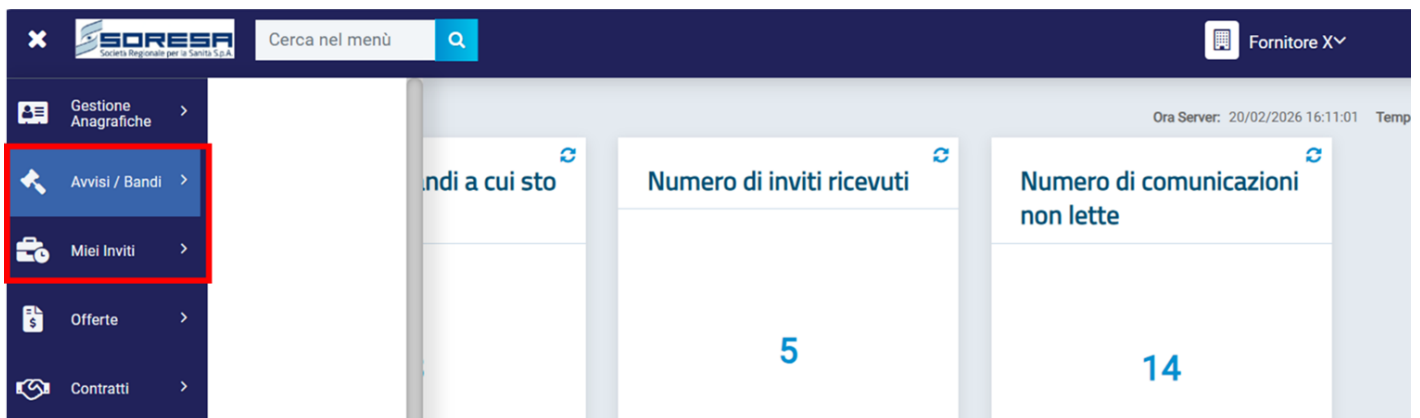 SORESA
Società Regionale per la Sanità S.p.A.
Cerca nel menù
Fornitore X
Gestione
Anagrafiche
Avvisi / Bandi
Miei Inviti
Offerte
Contratti
Ora Server: 20/02/2026 16:11:01 Temp
ndi a cui sto
Numero di inviti ricevuti
5
Numero di comunicazioni
non lette
14